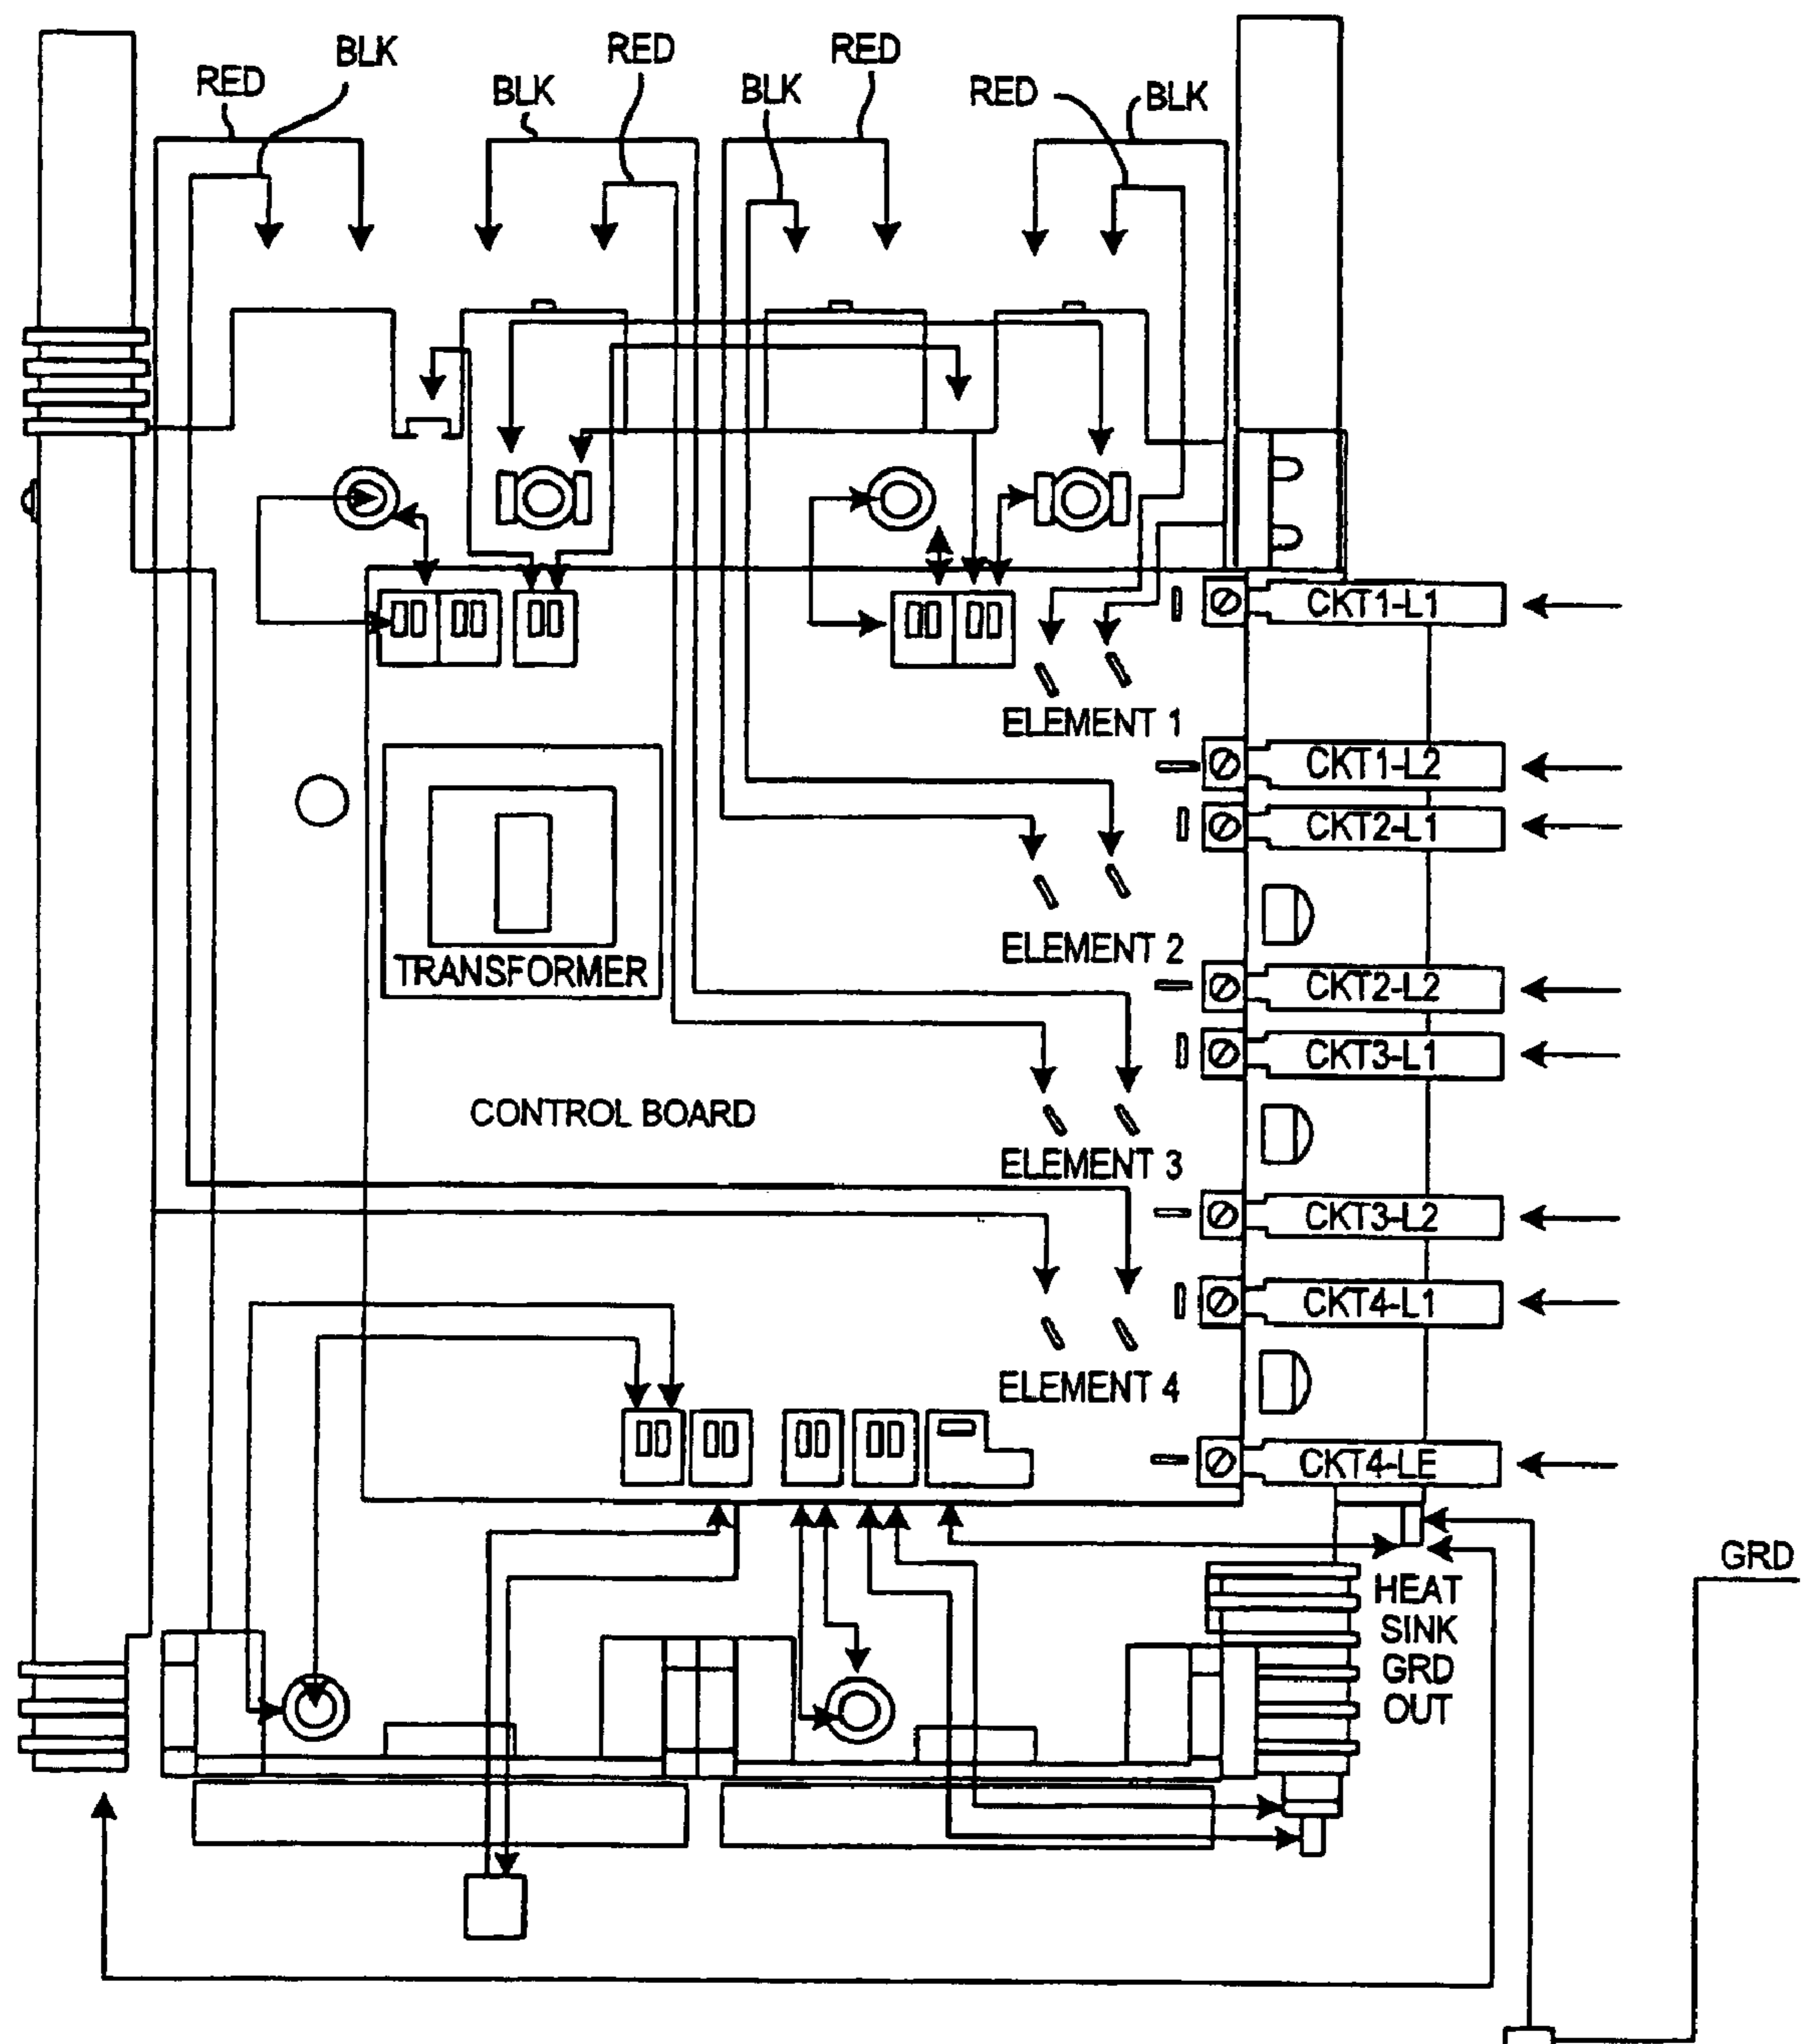 RED
BLK
BLK
RED
BLK
RED
RED
BLK
CKT1-L1
ELEMENT 1
CKT1-L2
CKT2-L1
ELEMENT 2
TRANSFORMER
CKT2-L2
CKT3-L1
CONTROL BOARD
ELEMENT 3
CKT3-L2
CKT4-L1
ELEMENT 4
CKT4-LE
GRD
HEAT
SINK
GRD
OUT